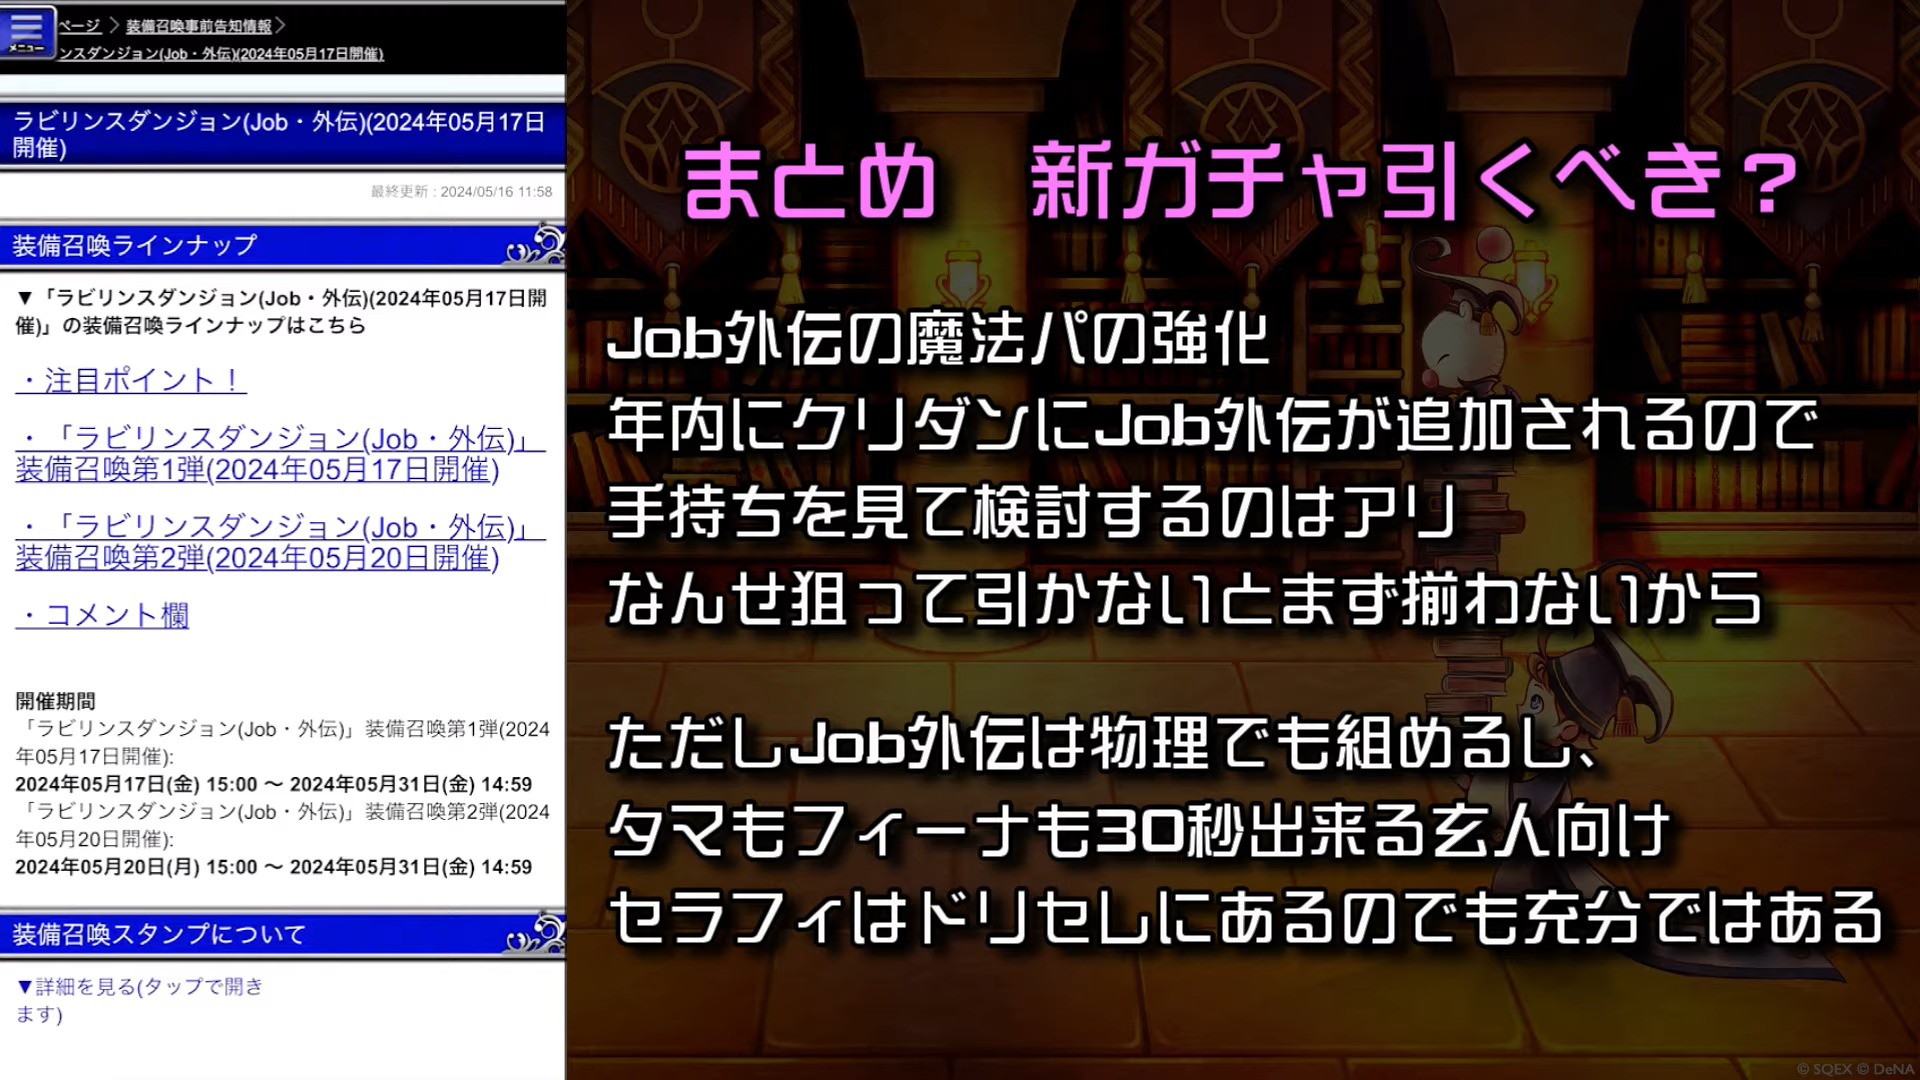 メニュー
ページ > 装備召喚事前告知情報 >
ンスダンジョン(Job・外伝)(2024年05月17日開催)
ラビリンスダンジョン(Job・外伝)(2024年05月17日
開催)
最終更新 : 2024/05/16 11:58
装備召喚ラインナップ
▼「ラビリンスダンジョン(Job・外伝)(2024年05月17日開
催)」の装備召喚ラインナップはこちら
・注目ポイント！
・「ラビリンスダンジョン(Job・外伝)」
装備召喚第1弾(2024年05月17日開催)
・「ラビリンスダンジョン(Job・外伝)」
装備召喚第2弾(2024年05月20日開催)
・コメント欄
開催期間
「ラビリンスダンジョン(Job・外伝)」装備召喚第1弾(2024
年05月17日開催):
2024年05月17日(金) 15:00 〜 2024年05月31日(金) 14:59
「ラビリンスダンジョン(Job・外伝)」装備召喚第2弾(2024
年05月20日開催):
2024年05月20日(月) 15:00 〜 2024年05月31日(金) 14:59
装備召喚スタンプについて
▼詳細を見る(タップで開き
ます)
まとめ　新ガチャ引くべき？
Job外伝の魔法パの強化
年内にクリダンにJob外伝が追加されるので
手持ちを見て検討するのはアリ
なんせ狙って引かないとまず揃わないから
ただしJob外伝は物理でも組めるし、
タマもフィーナも30秒出来る玄人向け
セラフィはドリセレにあるのでも充分ではある
© SQEX © DeNA